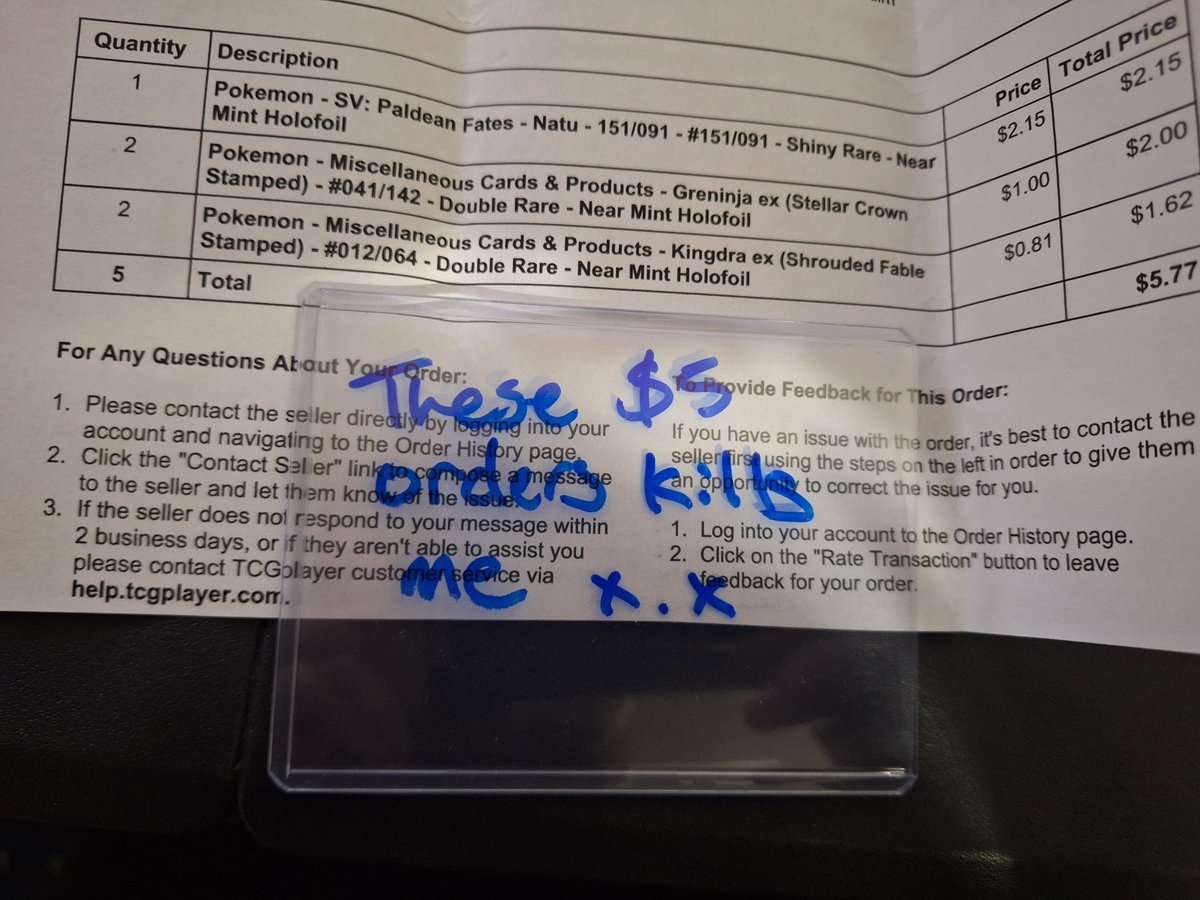 Quantity Description Price Total Price
1 Pokemon - SV: Paldean Fates - Natu - 151/091 - #151/091 - Shiny Rare - Near $2.15 $2.15
Mint Holofoil
2 Pokemon - Miscellaneous Cards & Products - Greninja ex (Stellar Crown $1.00 $2.00
Stamped) - #041/142 - Double Rare - Near Mint Holofoil
2 Pokemon - Miscellaneous Cards & Products - Kingdra ex (Shrouded Fable $0.81 $1.62
Stamped) - #012/064 - Double Rare - Near Mint Holofoil
5 Total $5.77
For Any Questions About Your Order:
1. Please contact the seller directly by logging into your
account and navigating to the Order History page.
2. Click the "Contact Seller" link to compose a message
to the seller and let them know of the issue.
3. If the seller does not respond to your message within
2 business days, or if they aren't able to assist you
please contact TCGplayer customer service via
help.tcgplayer.com.
To Provide Feedback for This Order:
If you have an issue with the order, it's best to contact the
seller first using the steps on the left in order to give them
an opportunity to correct the issue for you.
1. Log into your account to the Order History page.
2. Click on the "Rate Transaction" button to leave
feedback for your order.
These $5
orders kills
me x.x